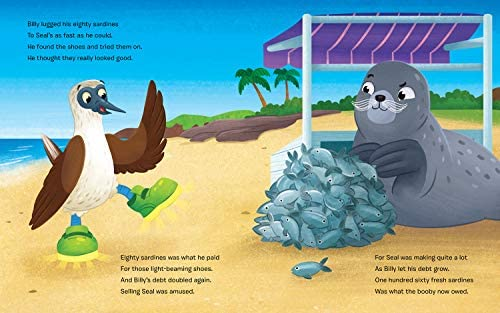 Billy lugged his eighty sardines
To Seal's as fast as he could.
He found the shoes and tried them on.
He thought they really looked good.
Eighty sardines was what he paid
For those light-beaming shoes.
And Billy's debt doubled again.
Selling Seal was amused.
For Seal was making quite a lot
As Billy let his debt grow.
One hundred sixty fresh sardines
Was what the booby now owed.